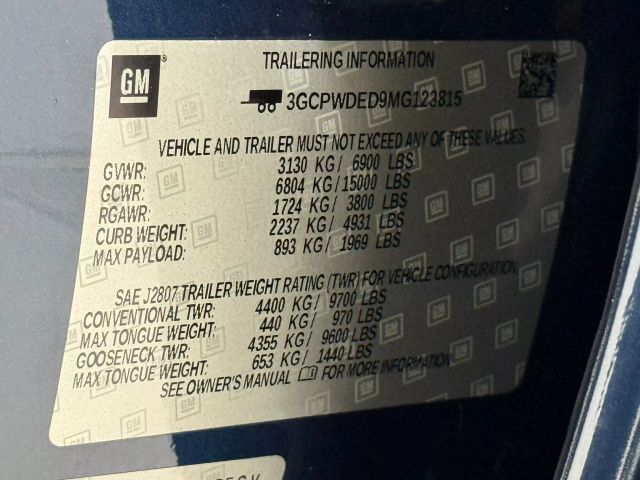 GM
TRAILERING INFORMATION
3GCPWDED9MG123815
VEHICLE AND TRAILER MUST NOT EXCEED ANY OF THESE VALUES.
GVWR: 3130 KG/ 6900 LBS
GCWR: 6804 KG/15000 LBS
RGAWR: 1724 KG/ 3800 LBS
CURB WEIGHT: 2237 KG/ 4931 LBS
MAX PAYLOAD: 893 KG/ 1969 LBS
SAE J2807 TRAILER WEIGHT RATING (TWR) FOR VEHICLE CONFIGURATION
CONVENTIONAL TWR: 4400 KG/ 9700 LBS
MAX TONGUE WEIGHT: 440 KG/ 970 LBS
GOOSENECK TWR: 4355 KG/ 9600 LBS
MAX TONGUE WEIGHT: 653 KG/ 1440 LBS
SEE OWNER'S MANUAL FOR MORE INFORMATION